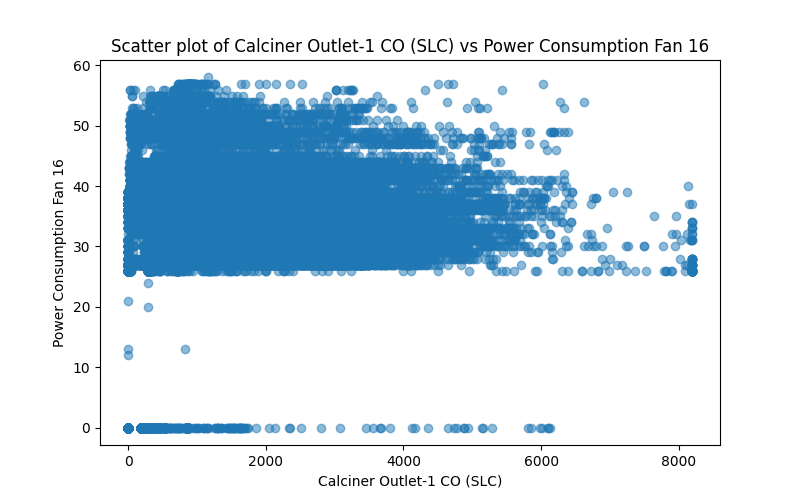 Scatter plot of Calciner Outlet-1 CO (SLC) vs Power Consumption Fan 16
60
50
40
30
20
10
0
Power Consumption Fan 16
0 2000 4000 6000 8000
Calciner Outlet-1 CO (SLC)